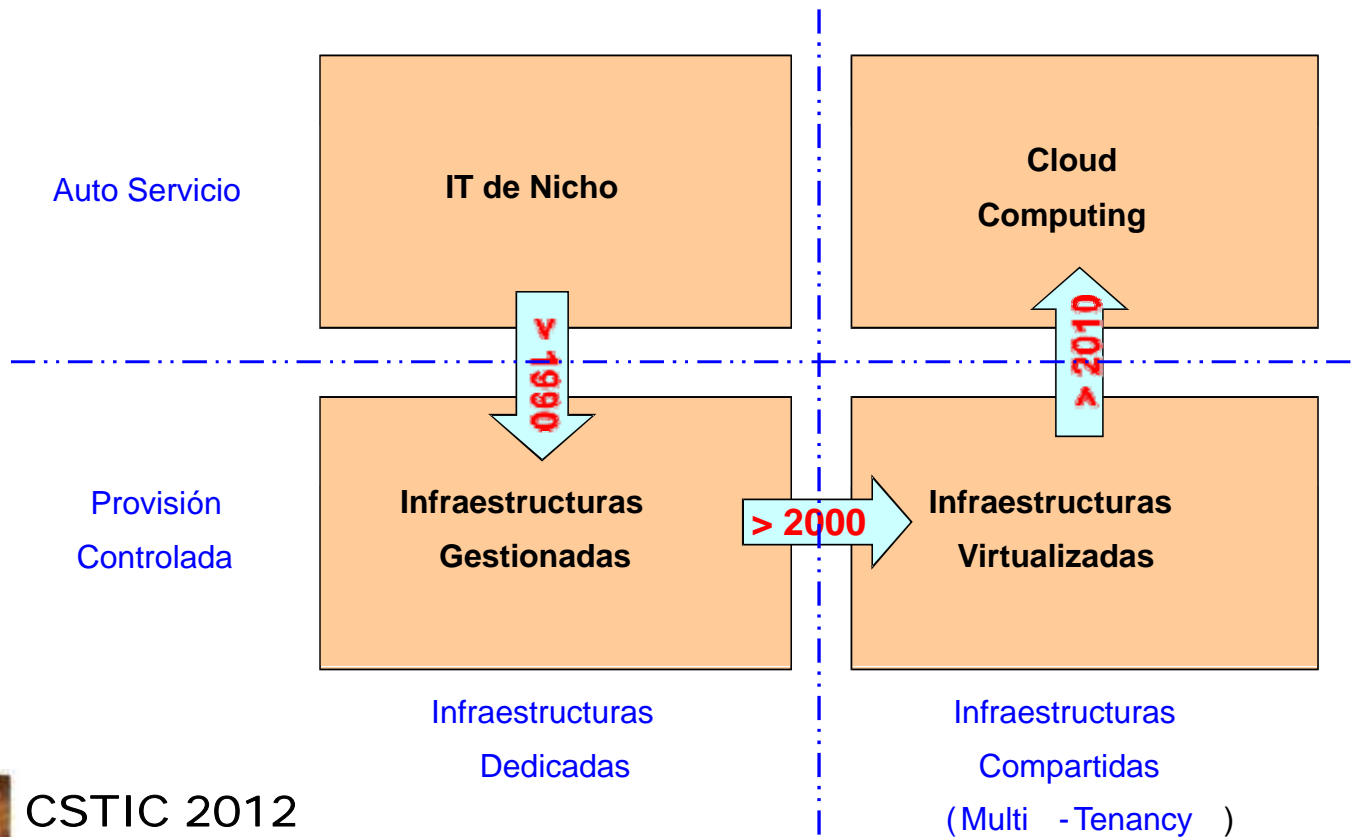 Auto Servicio
IT de Nicho
Cloud
Computing
> 1990
> 2010
Provisión
Controlada
Infraestructuras
Gestionadas
> 2000
Infraestructuras
Virtualizadas
Infraestructuras
Dedicadas
Infraestructuras
Compartidas
(Multi - Tenancy )
CSTIC 2012